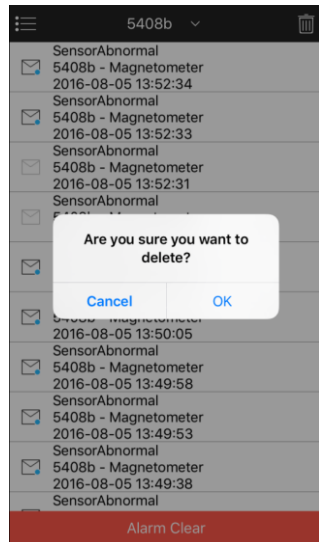 5408b
SensorAbnormal
5408b - Magnetometer
2016-08-05 13:52:34
SensorAbnormal
5408b - Magnetometer
2016-08-05 13:52:33
SensorAbnormal
5408b - Magnetometer
2016-08-05 13:52:31
SensorAbnormal
Are you sure you want to
delete?
Cancel
OK
5408b - Magnetometer
2016-08-05 13:50:05
SensorAbnormal
5408b - Magnetometer
2016-08-05 13:49:58
SensorAbnormal
5408b - Magnetometer
2016-08-05 13:49:53
SensorAbnormal
5408b - Magnetometer
2016-08-05 13:49:38
SensorAbnormal
Alarm Clear